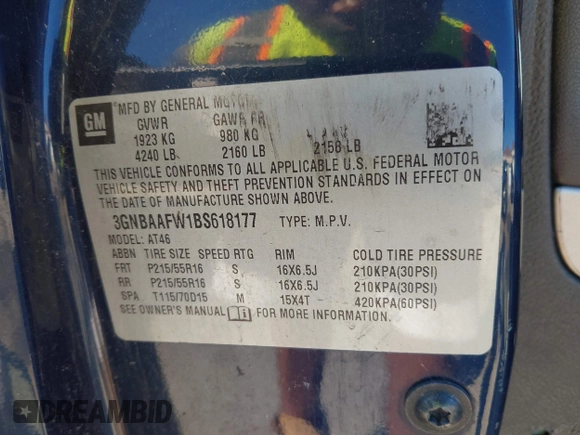 GM
MFD BY GENERAL
GVWR GAWR
1923 KG 980 KG
4240 LB 2160 LB 2158 LB
THIS VEHICLE CONFORMS TO ALL APPLICABLE U.S. FEDERAL MOTOR
VEHICLE SAFETY AND THEFT PREVENTION STANDARDS IN EFFECT ON
THE DATE OF MANUFACTURE SHOWN ABOVE.
3GNBAAFW1BS618177 TYPE: M.P.V.
MODEL: AT46
ABBN TIRE SIZE SPEED RTG RIM COLD TIRE PRESSURE
FRT P215/55R16 S 16X6.5J 210KPA(30PSI)
RR P215/55R16 S 16X6.5J 210KPA(30PSI)
SPA T115/70D15 M 15X4T 420KPA(60PSI)
SEE OWNER'S MANUAL FOR MORE INFORMATION.
DREAMBID